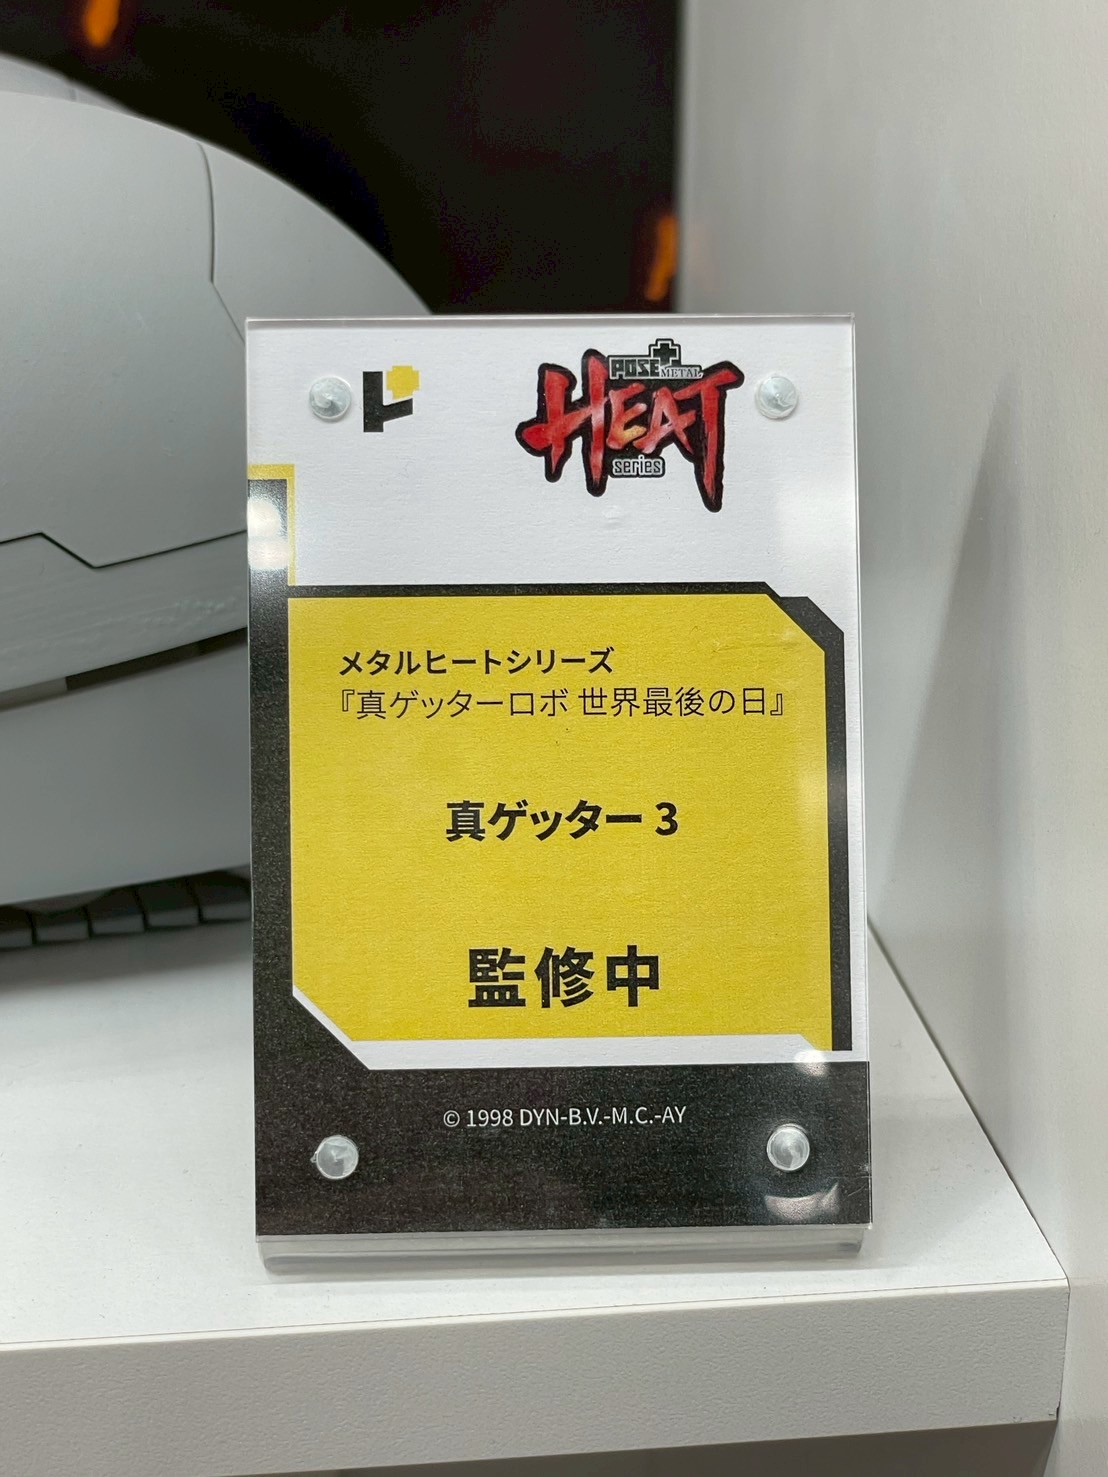 POSE+
METAL
HEAT
series
メタルヒートシリーズ
『真ゲッターロボ 世界最後の日』
真ゲッター 3
監修中
© 1998 DYN-B.V.-M.C.-AY